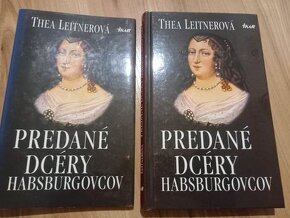 THEA LEITNEROVÁ
IKAR
PREDANÉ
DCÉRY
HABSBURGOVCOV
THEA LEITNEROVÁ
IKAR
PREDANÉ
DCÉRY
HABSBURGOVCOV